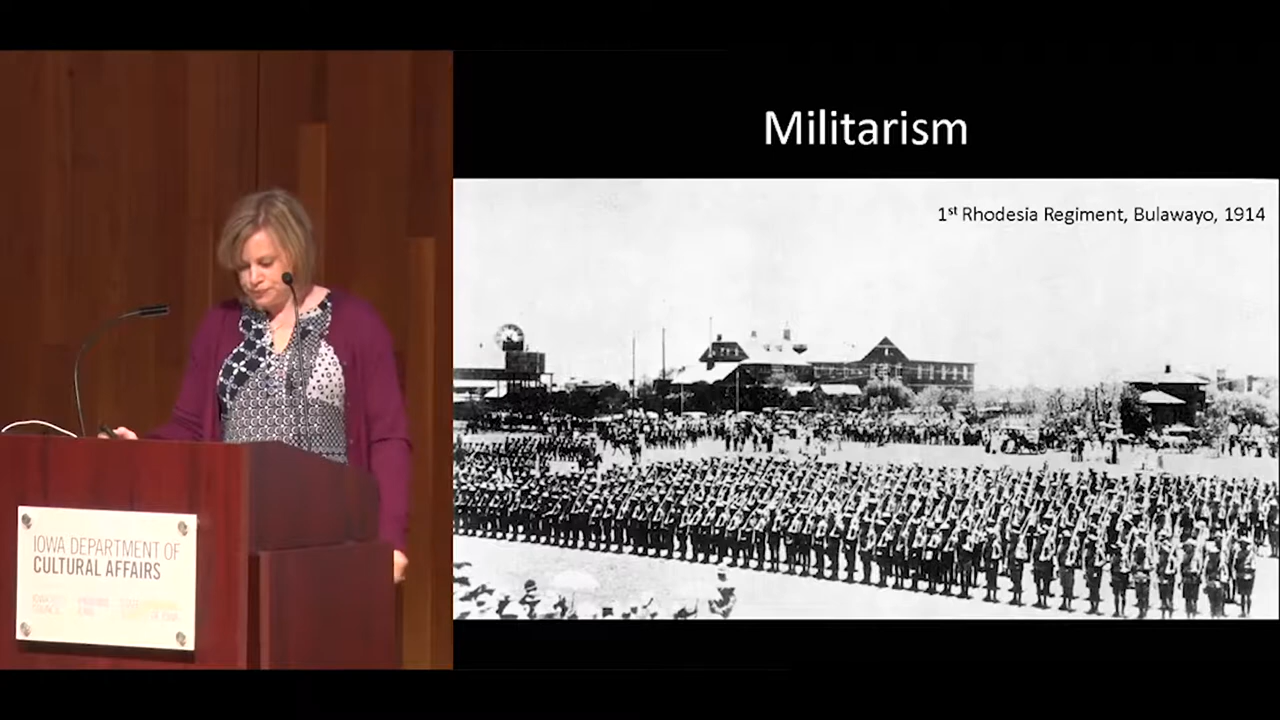 Militarism
1st Rhodesia Regiment, Bulawayo, 1914
IOWA DEPARTMENT OF
CULTURAL AFFAIRS